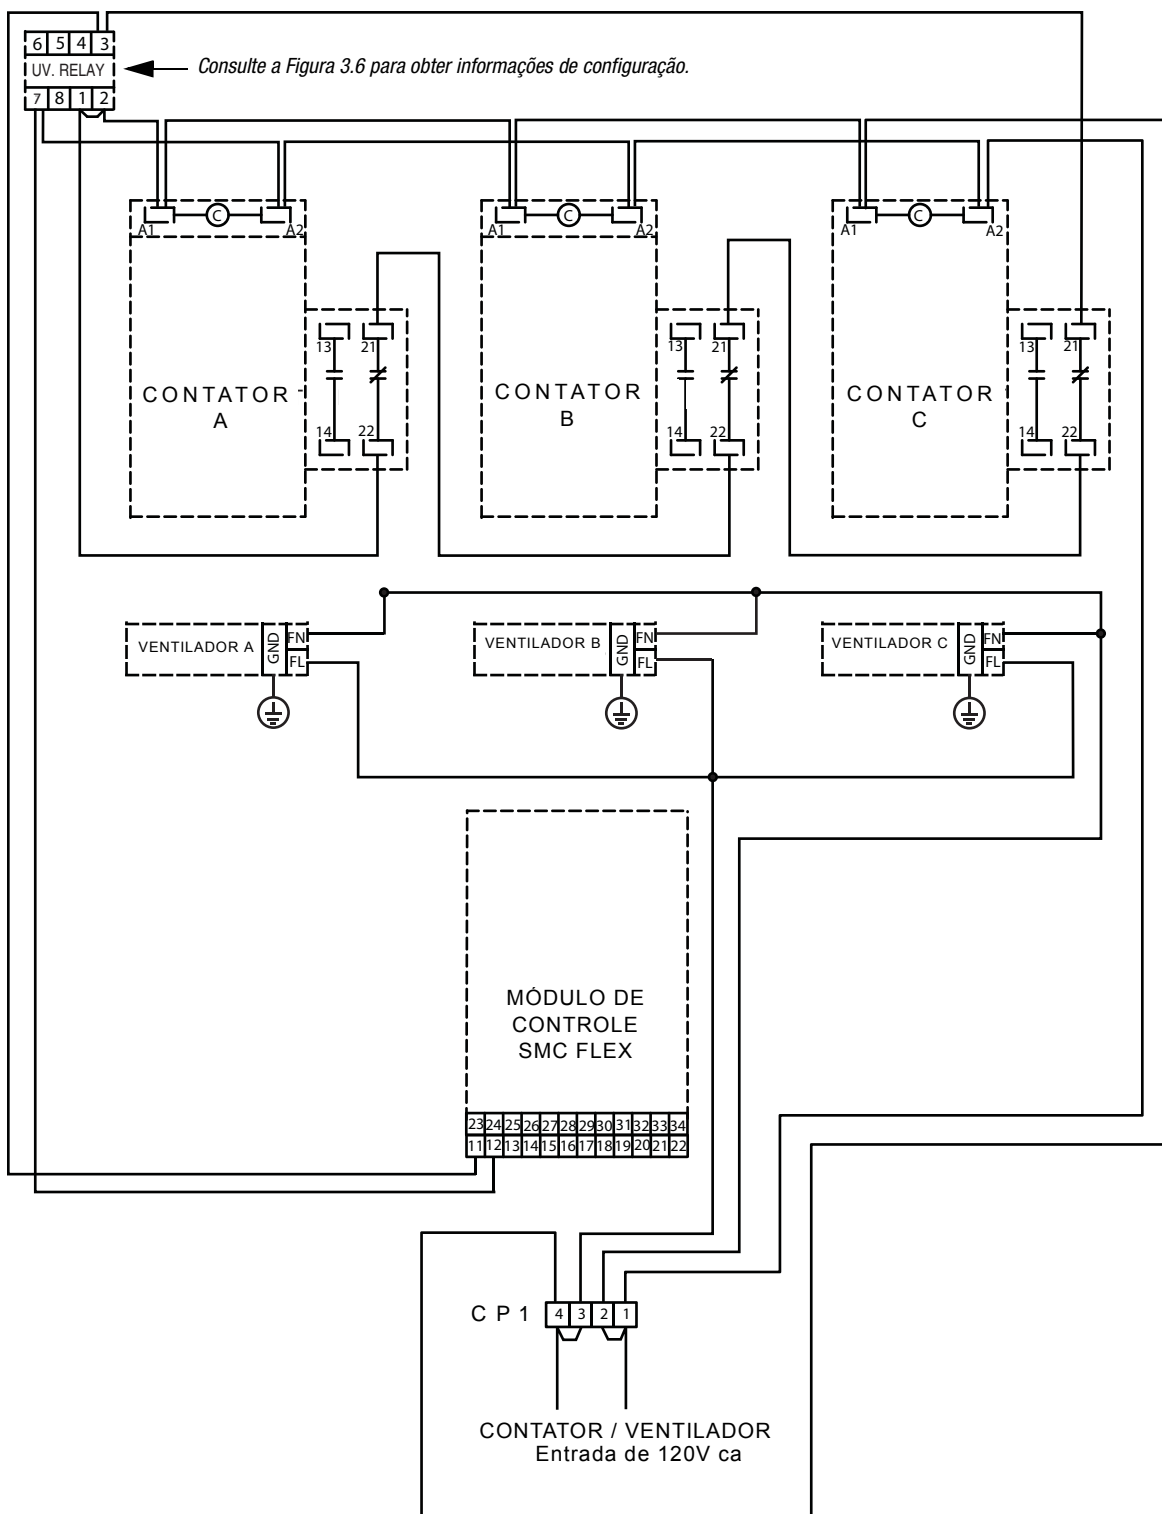 6 5 4 3
UV. RELAY
Consulte a Figura 3.6 para obter informações de configuração.
7 8 1 2
C
A1 A2
C
A1 A2
C
A1 A2
13 21
13 21
13 21
CONTATOR
A
CONTATOR
B
CONTATOR
C
14 22
14 22
14 22
VENTILADOR A GND FN
FL
VENTILADOR B GND FN
FL
VENTILADOR C GND FN
FL
MÓDULO DE
CONTROLE
SMC FLEX
23 24 25 26 27 28 29 30 31 32 33 34
11 12 13 14 15 16 17 18 19 20 21 22
CP1 4 3 2 1
CONTATOR / VENTILADOR
Entrada de 120V ca